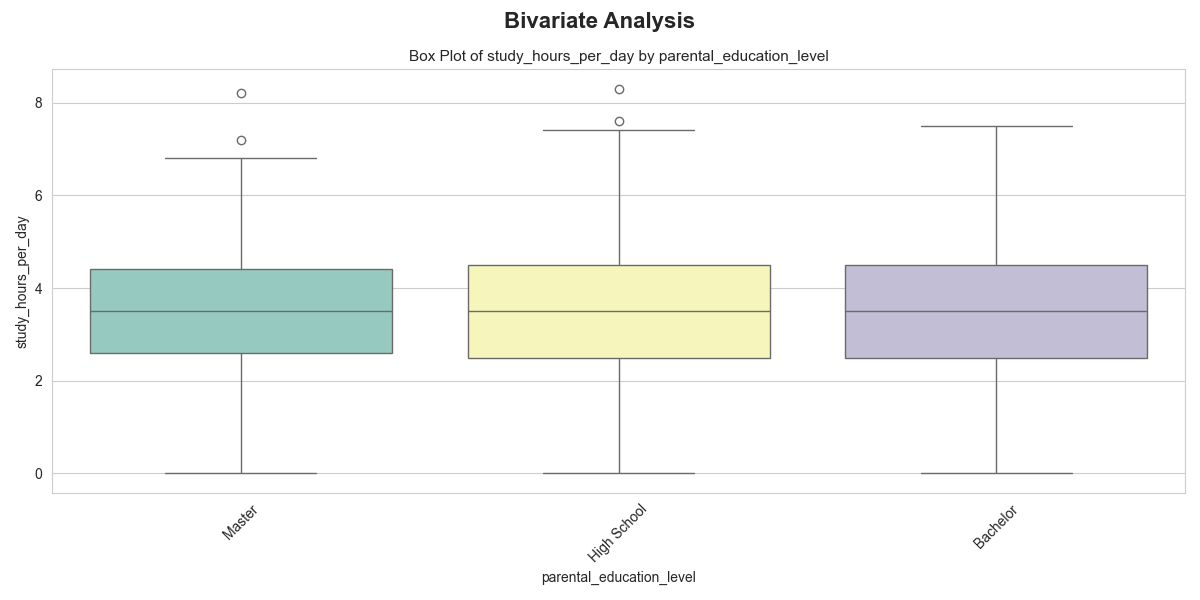 Bivariate Analysis
Box Plot of study_hours_per_day by parental_education_level
study_hours_per_day
8
6
4
2
0
Master
High School
Bachelor
parental_education_level